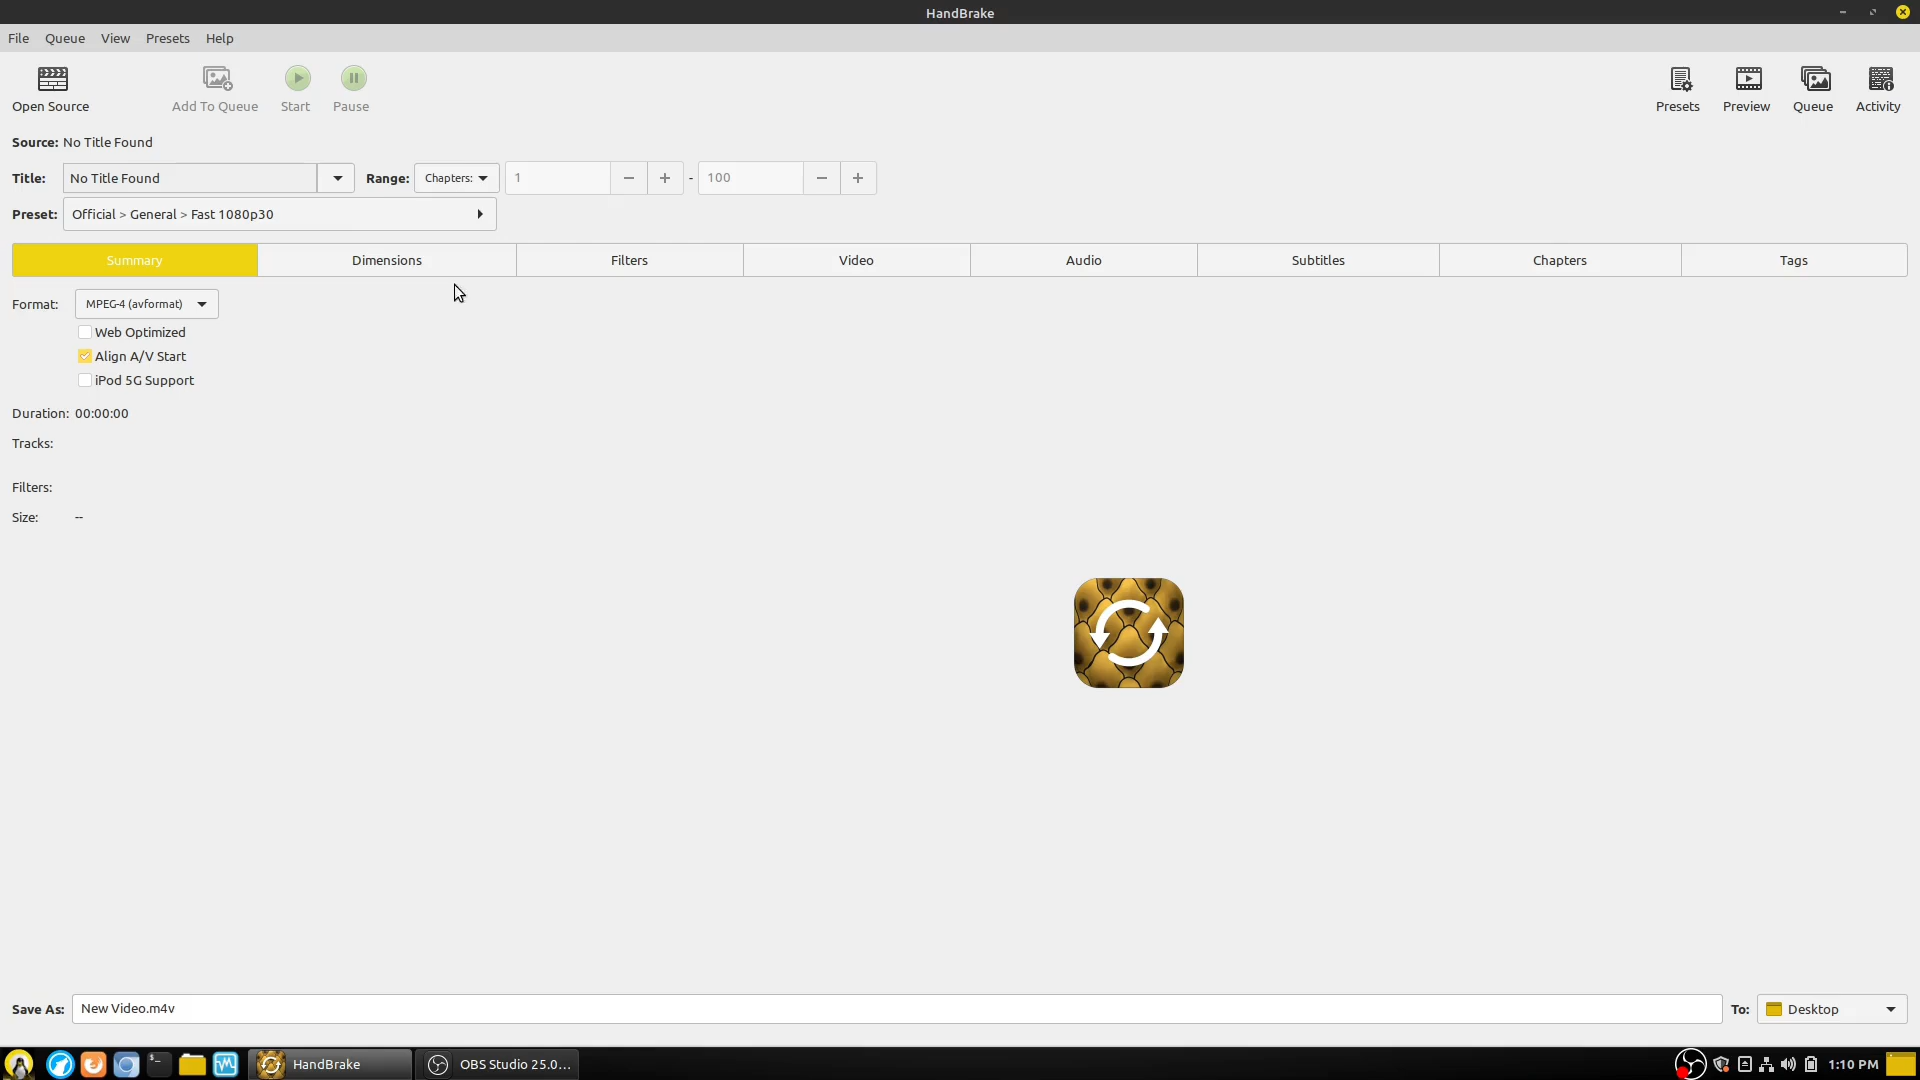 HandBrake
File Queue View Presets Help
Open Source Add To Queue Start Pause Presets Preview Queue Activity
Source: No Title Found
Title: No Title Found Range: Chapters: 1 - 100
Preset: Official > General > Fast 1080p30
Summary Dimensions Filters Video Audio Subtitles Chapters Tags
Format: MPEG-4 (avformat)
Web Optimized
Align A/V Start
iPod 5G Support
Duration: 00:00:00
Tracks:
Filters:
Size: --
Save As: New Video.m4v To: Desktop
HandBrake OBS Studio 25.0... 1:10 PM